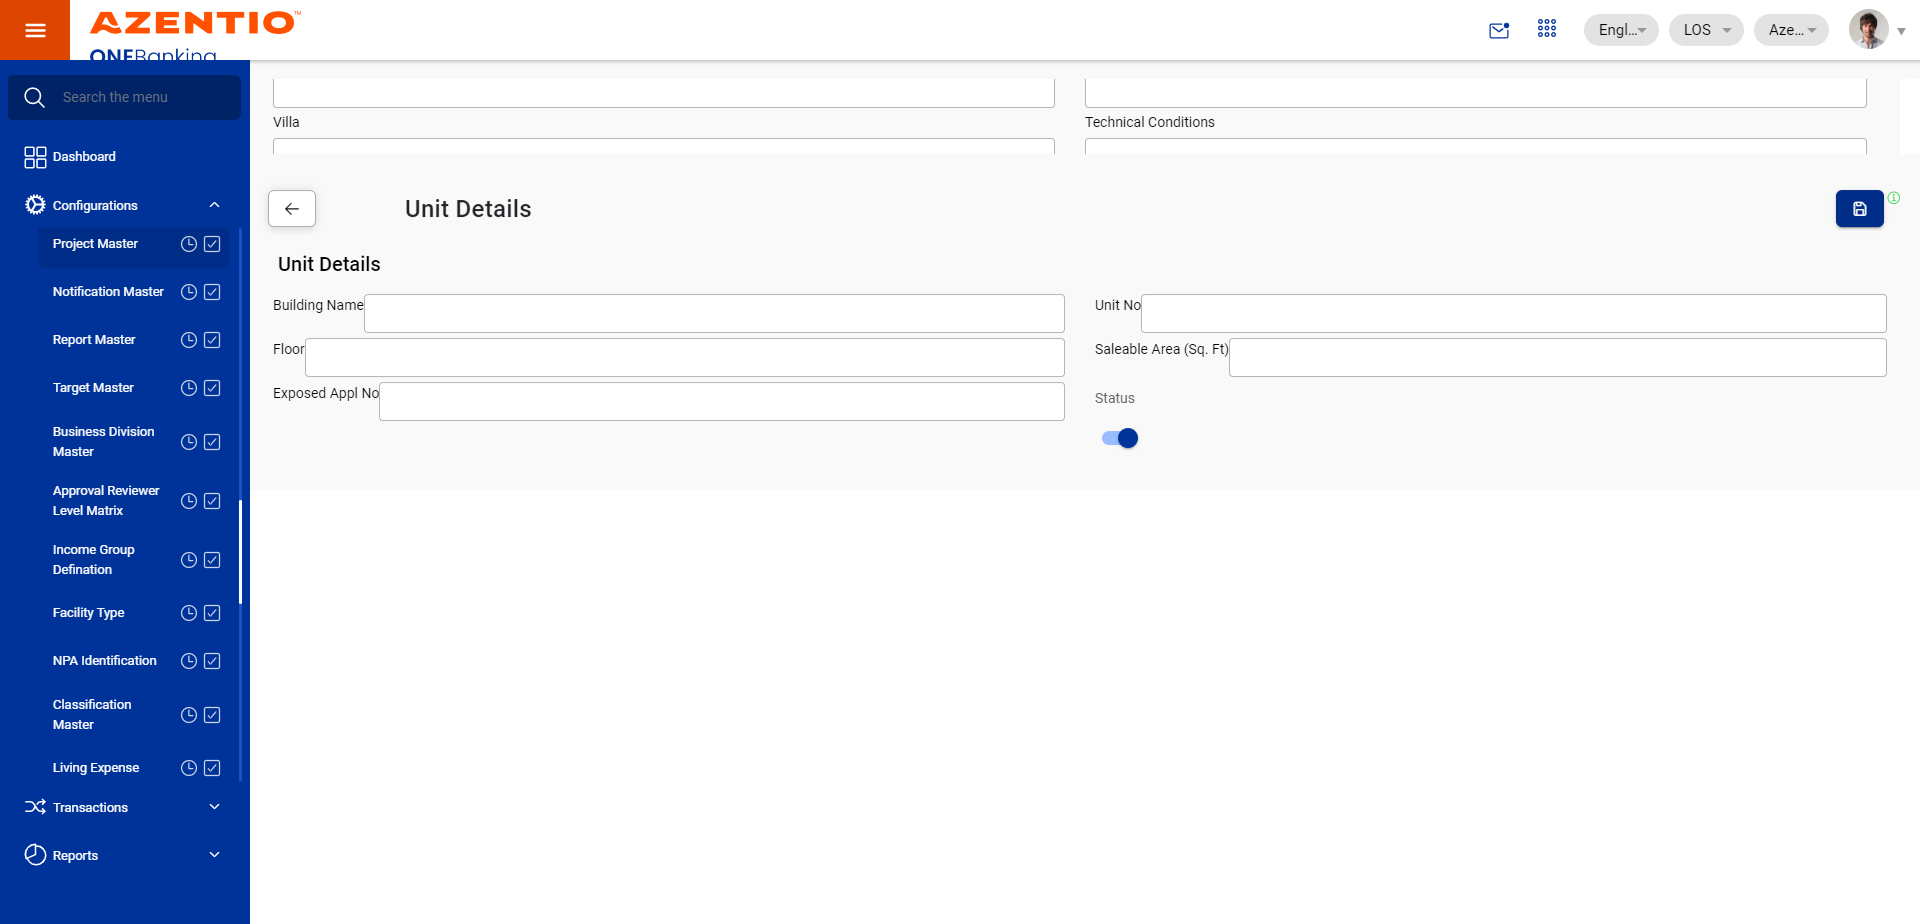 AZENTIO™
ONEBanking
Engl...
LOS
Aze...
Search the menu
Dashboard
Configurations
Project Master
Notification Master
Report Master
Target Master
Business Division
Master
Approval Reviewer
Level Matrix
Income Group
Defination
Facility Type
NPA Identification
Classification
Master
Living Expense
Transactions
Reports
Villa
Technical Conditions
Unit Details
Unit Details
Building Name
Unit No
Floor
Saleable Area (Sq. Ft)
Exposed Appl No
Status